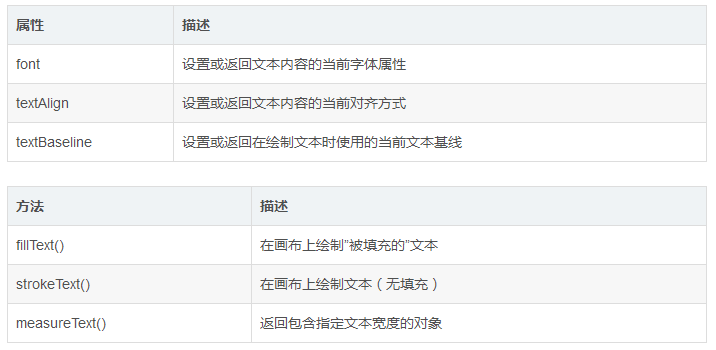 属性 描述
font 设置或返回文本内容的当前字体属性
textAlign 设置或返回文本内容的当前对齐方式
textBaseline 设置或返回在绘制文本时使用的当前文本基线
方法 描述
fillText() 在画布上绘制"被填充的"文本
strokeText() 在画布上绘制文本（无填充）
measureText() 返回包含指定文本宽度的对象